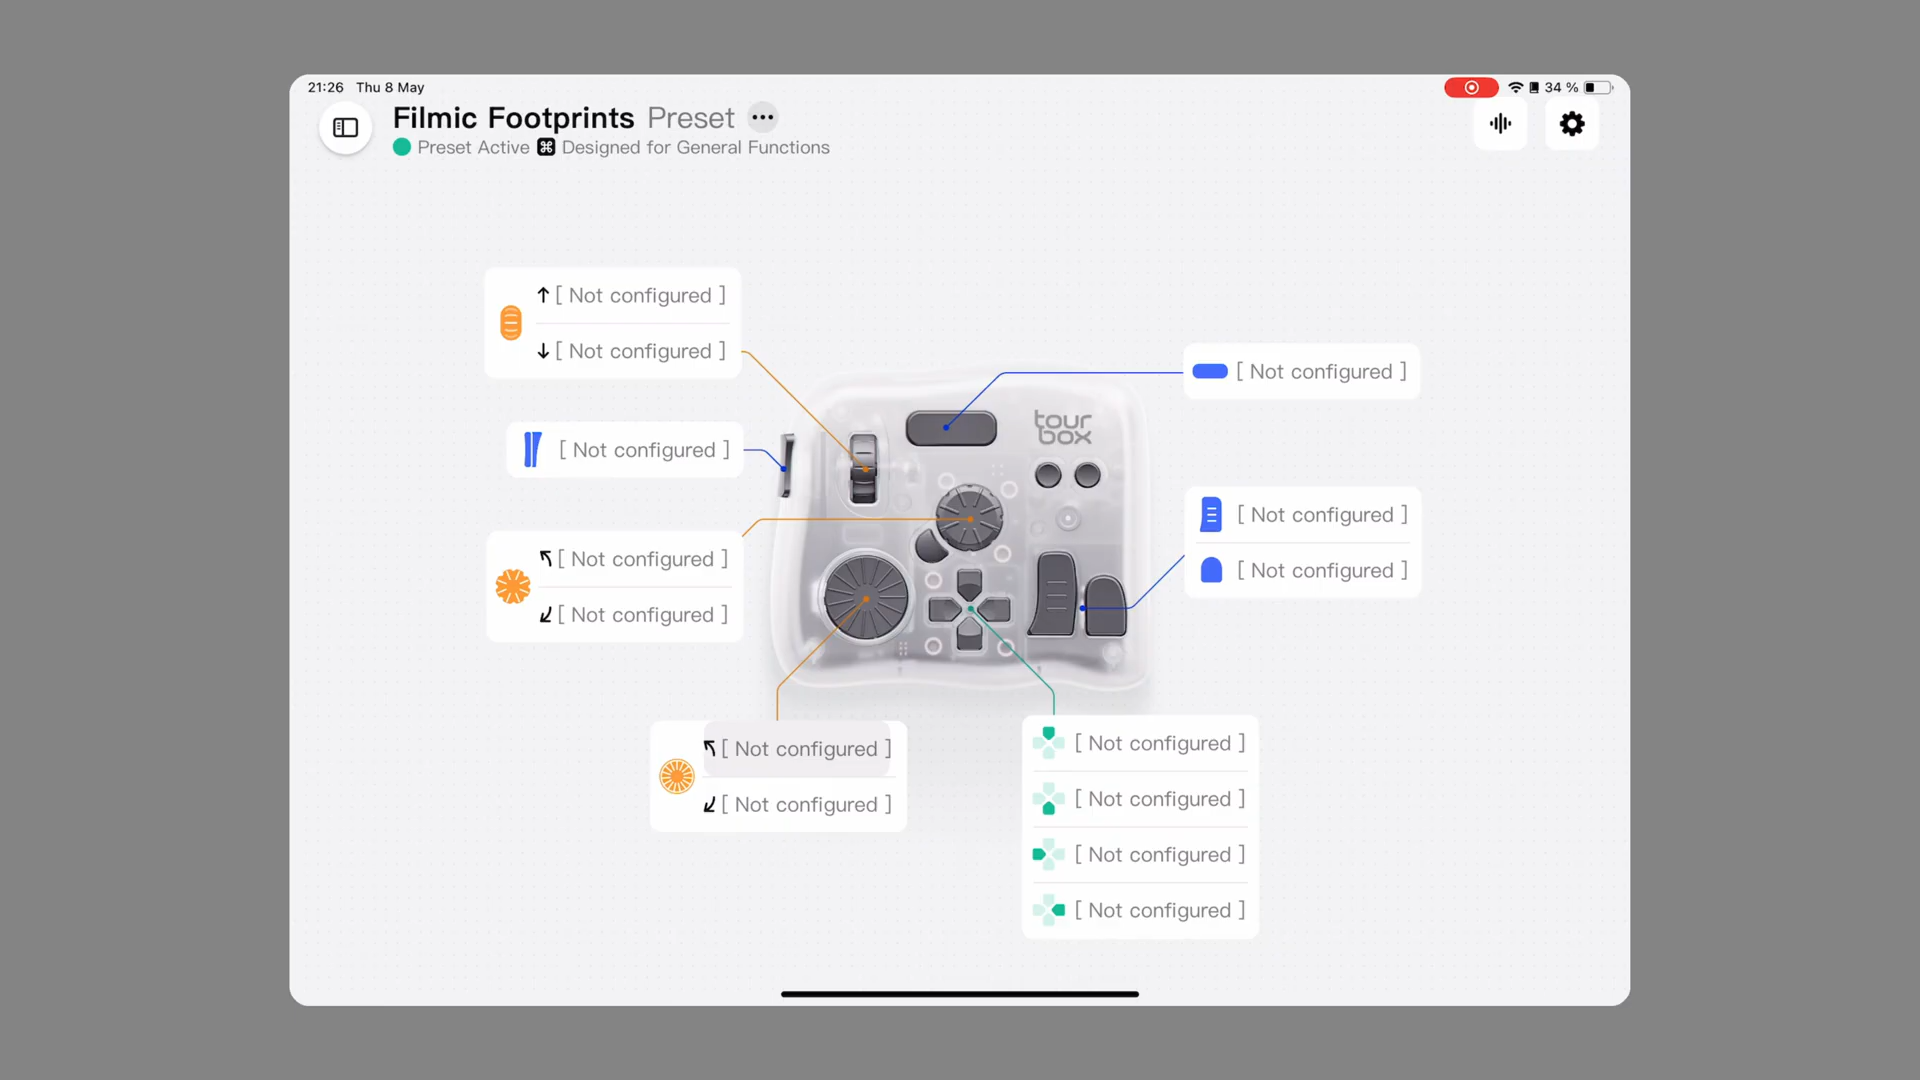 21:26 Thu 8 May
34 %
Filmic Footprints Preset
Preset Active Designed for General Functions
[ Not configured ]
[ Not configured ]
[ Not configured ]
[ Not configured ]
[ Not configured ]
[ Not configured ]
[ Not configured ]
tour
box
[ Not configured ]
[ Not configured ]
[ Not configured ]
[ Not configured ]
[ Not configured ]
[ Not configured ]
[ Not configured ]